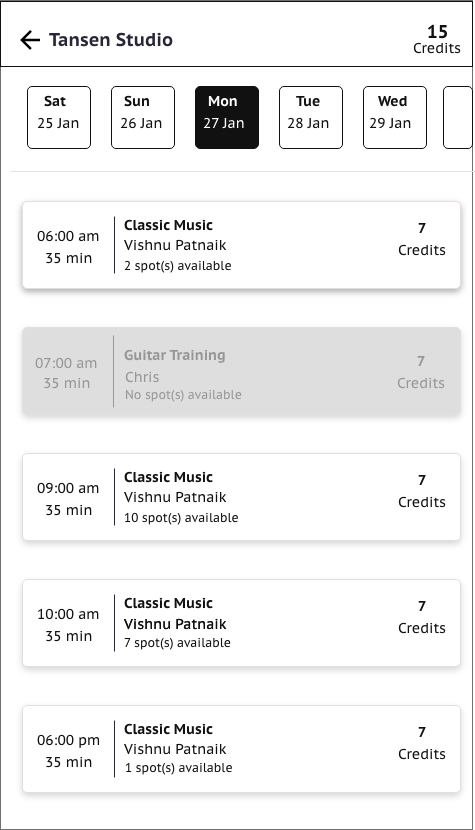 Tansen Studio
15
Credits
Sat
25 Jan
Sun
26 Jan
Mon
27 Jan
Tue
28 Jan
Wed
29 Jan
06:00 am
35 min
Classic Music
Vishnu Patnaik
2 spot(s) available
7
Credits
07:00 am
35 min
Guitar Training
Chris
No spot(s) available
7
Credits
09:00 am
35 min
Classic Music
Vishnu Patnaik
10 spot(s) available
7
Credits
10:00 am
35 min
Classic Music
Vishnu Patnaik
7 spot(s) available
7
Credits
06:00 pm
35 min
Classic Music
Vishnu Patnaik
1 spot(s) available
7
Credits